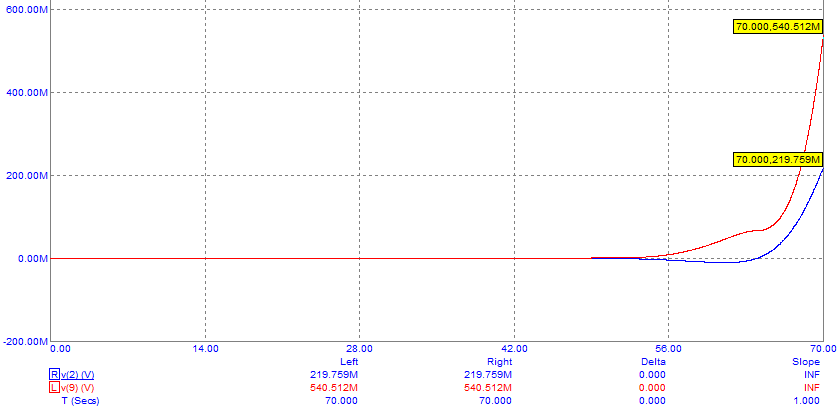 600.00M
70.000,540.512M
400.00M
70.000,219.759M
200.00M
0.00M
-200.00M
0.00 14.00 28.00 42.00 56.00 70.00
Left Right Delta Slope
R v(2) (V) 219.759M 219.759M 0.000 INF
L v(9) (V) 540.512M 540.512M 0.000 INF
T (Secs) 70.000 70.000 0.000 1.000